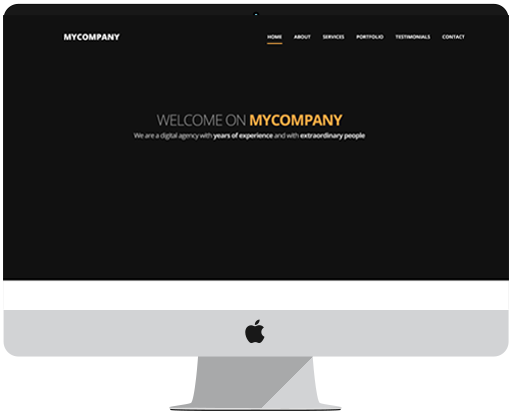 MYCOMPANY
HOME ABOUT SERVICES PORTFOLIO TESTIMONIALS CONTACT
WELCOME ON MYCOMPANY
We are a digital agency with years of experience and with extraordinary people